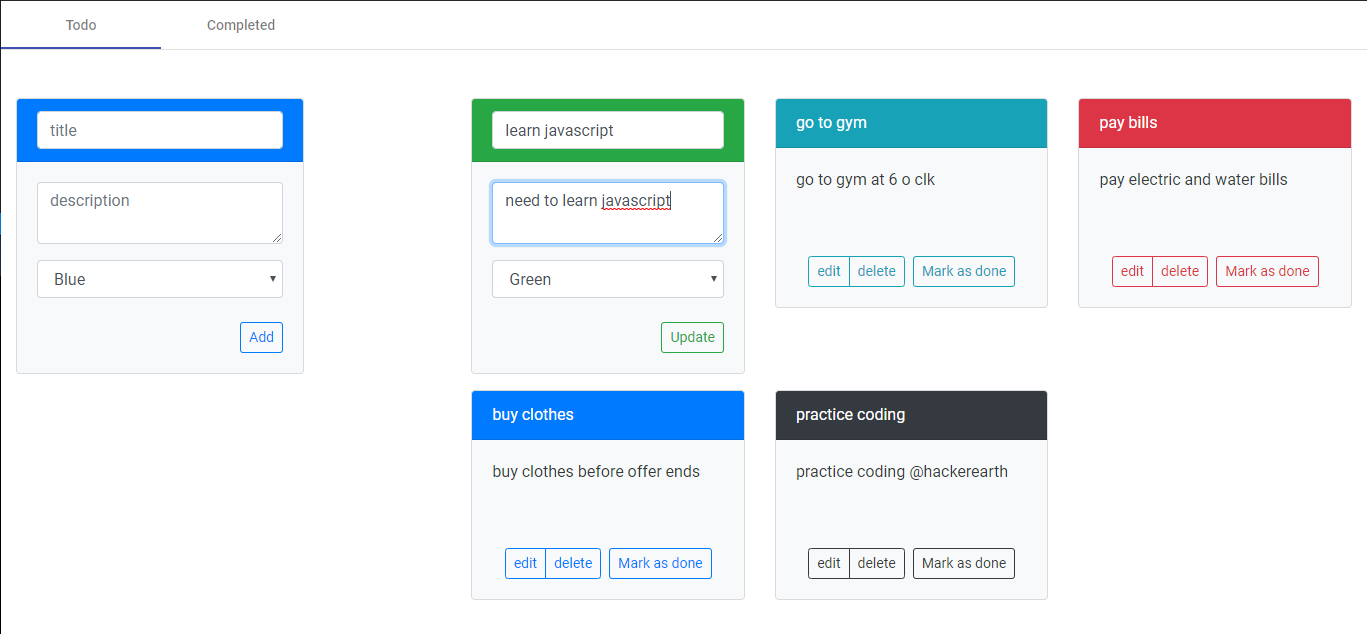 Todo
Completed
title
description
Blue
Add
learn javascript
need to learn javascript
Green
Update
go to gym
go to gym at 6 o clk
edit
delete
Mark as done
pay bills
pay electric and water bills
edit
delete
Mark as done
buy clothes
buy clothes before offer ends
edit
delete
Mark as done
practice coding
practice coding @hackerearth
edit
delete
Mark as done